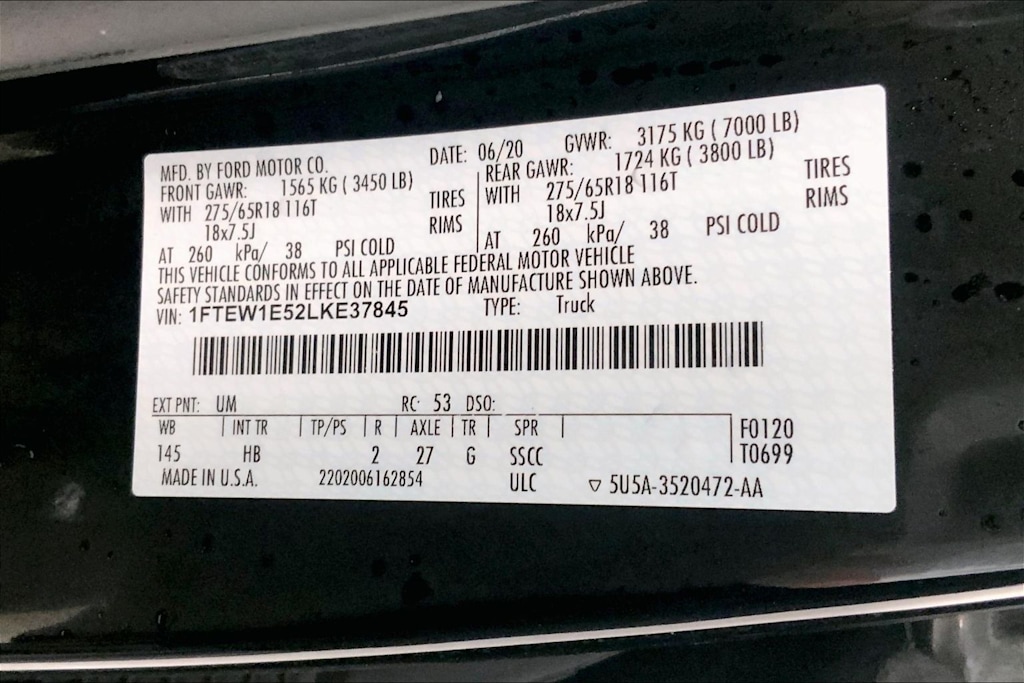 MFD. BY FORD MOTOR CO. DATE: 06/20 GVWR: 3175 KG ( 7000 LB)
FRONT GAWR: 1565 KG ( 3450 LB) REAR GAWR: 1724 KG ( 3800 LB)
WITH 275/65R18 116T TIRES WITH 275/65R18 116T TIRES
18x7.5J RIMS 18x7.5J RIMS
AT 260 kPa/ 38 PSI COLD AT 260 kPa/ 38 PSI COLD
THIS VEHICLE CONFORMS TO ALL APPLICABLE FEDERAL MOTOR VEHICLE
SAFETY STANDARDS IN EFFECT ON THE DATE OF MANUFACTURE SHOWN ABOVE.
VIN: 1FTEW1E52LKE37845 TYPE: Truck
EXT PNT: UM RC: 53 DSO:
WB INT TR TP/PS R AXLE TR SPR F0120
145 HB 2 27 G SSCC T0699
MADE IN U.S.A. 2202006162854 ULC ▽ 5U5A-3520472-AA